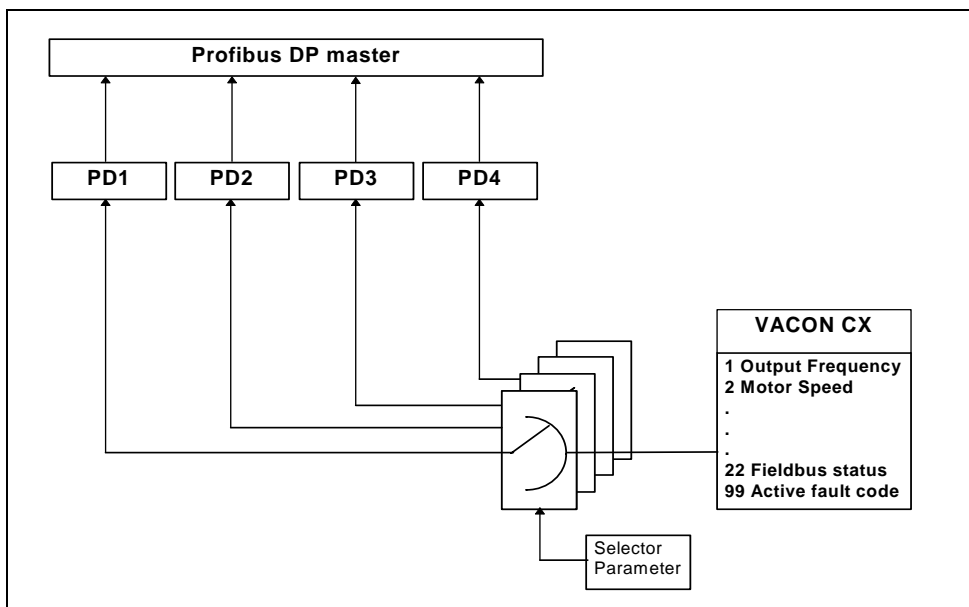 Profibus DP master
PD1
PD2
PD3
PD4
VACON CX
1 Output Frequency
2 Motor Speed
.
.
.
22 Fieldbus status
99 Active fault code
Selector
Parameter